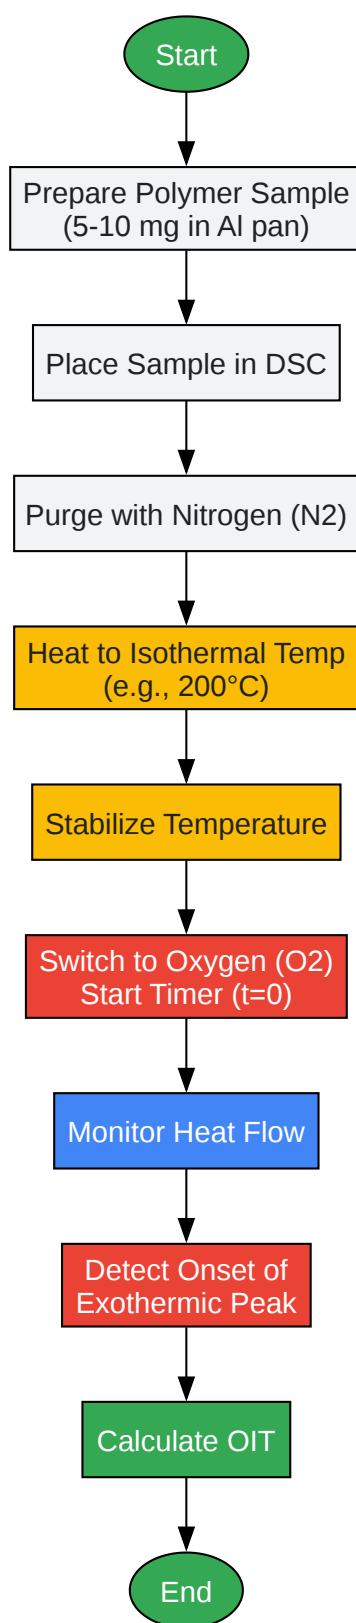 Start
Prepare Polymer Sample
(5-10 mg in Al pan)
Place Sample in DSC
Purge with Nitrogen (N2)
Heat to Isothermal Temp
(e.g., 200°C)
Stabilize Temperature
Switch to Oxygen (O2)
Start Timer (t=0)
Monitor Heat Flow
Detect Onset of
Exothermic Peak
Calculate OIT
End